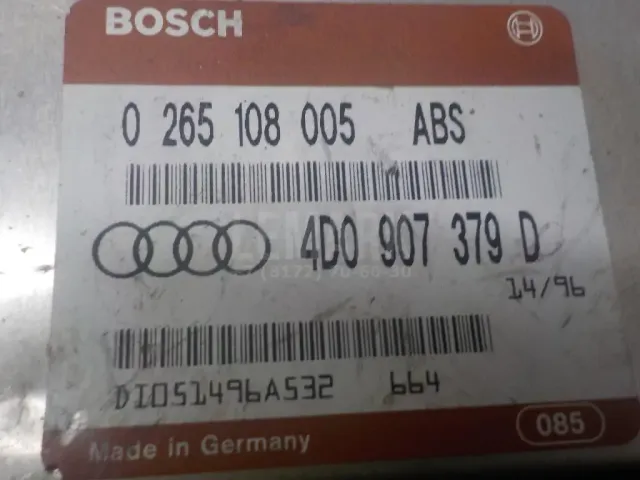 BOSCH
0 265 108 005 ABS
4D0 907 379 D
14/96
DI051496A532 664
Made in Germany 085